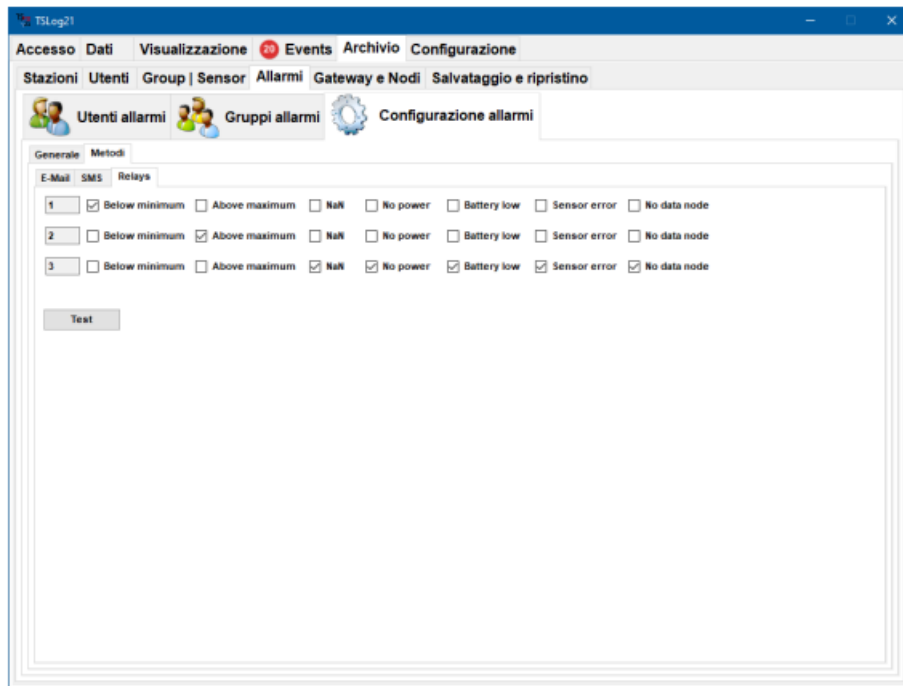 TSLog21
Accesso Dati Visualizzazione 20 Events Archivio Configurazione
Stazioni Utenti Group | Sensor Allarmi Gateway e Nodi Salvataggio e ripristino
Utenti allarmi Gruppi allarmi Configurazione allarmi
Generale Metodi
E-Mail SMS Relays
1 Below minimum Above maximum NaN No power Battery low Sensor error No data node
2 Below minimum Above maximum NaN No power Battery low Sensor error No data node
3 Below minimum Above maximum NaN No power Battery low Sensor error No data node
Test